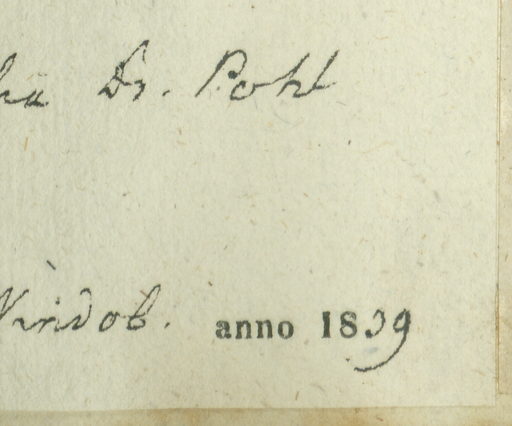 Dr. Pohl
Vindob. anno 1839